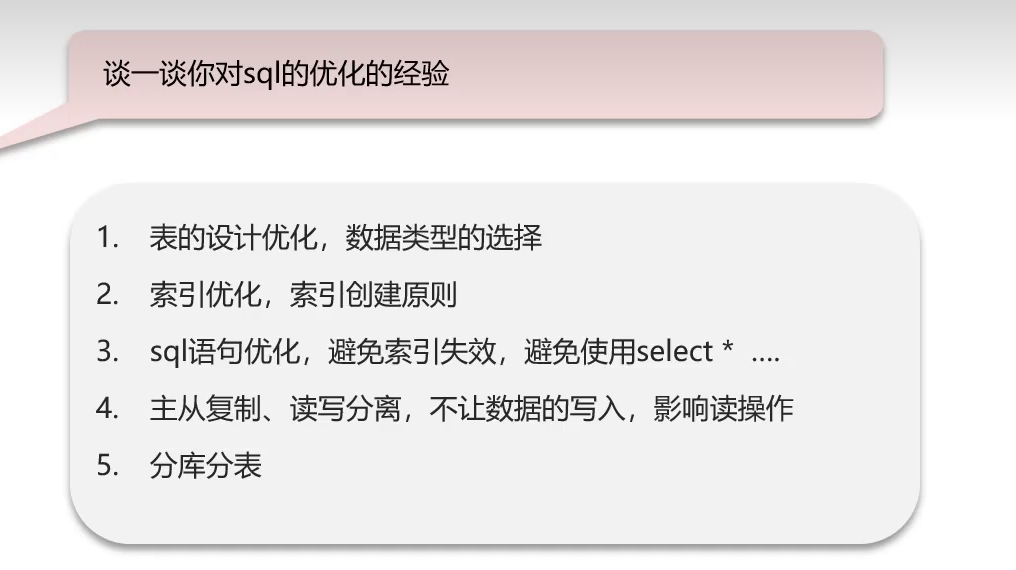 谈一谈你对sql的优化的经验
1. 表的设计优化，数据类型的选择
2. 索引优化，索引创建原则
3. sql语句优化，避免索引失效，避免使用select * ....
4. 主从复制、读写分离，不让数据的写入，影响读操作
5. 分库分表